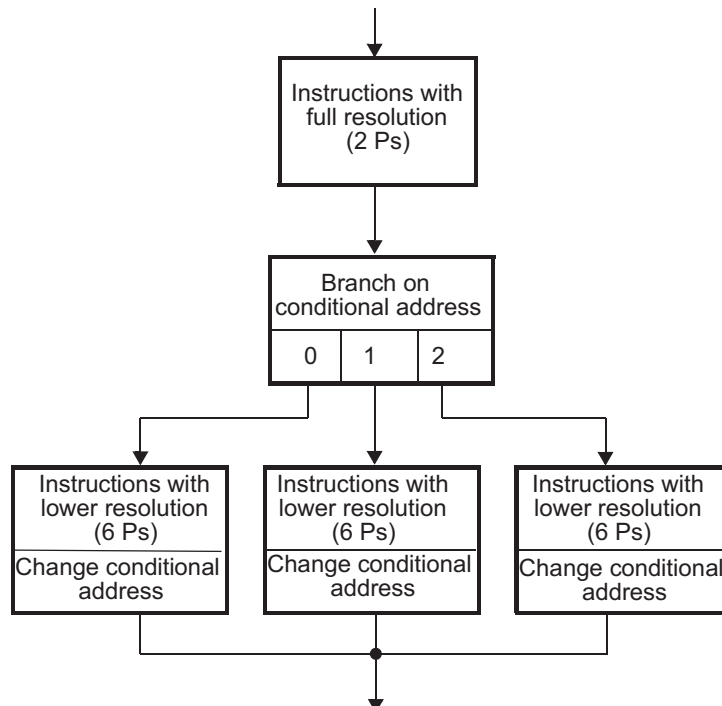 Instructions with
full resolution
(2 Ps)
Branch on
conditional address
0 1 2
Instructions with
lower resolution
(6 Ps)
Change conditional
address
Instructions with
lower resolution
(6 Ps)
Change conditional
address
Instructions with
lower resolution
(6 Ps)
Change conditional
address